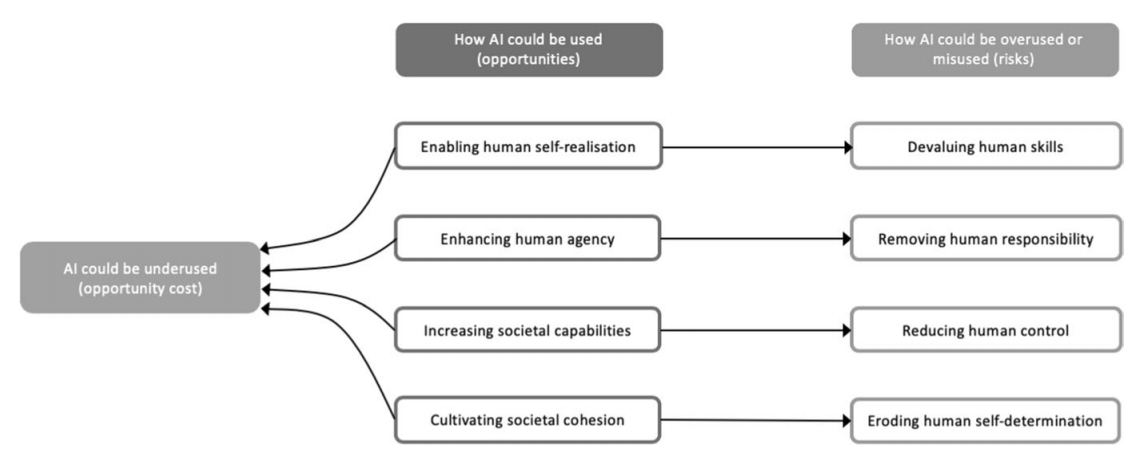 How AI could be used
(opportunities)
How AI could be overused or
misused (risks)
Enabling human self-realisation
Devaluing human skills
Enhancing human agency
Removing human responsibility
AI could be underused
(opportunity cost)
Increasing societal capabilities
Reducing human control
Cultivating societal cohesion
Eroding human self-determination